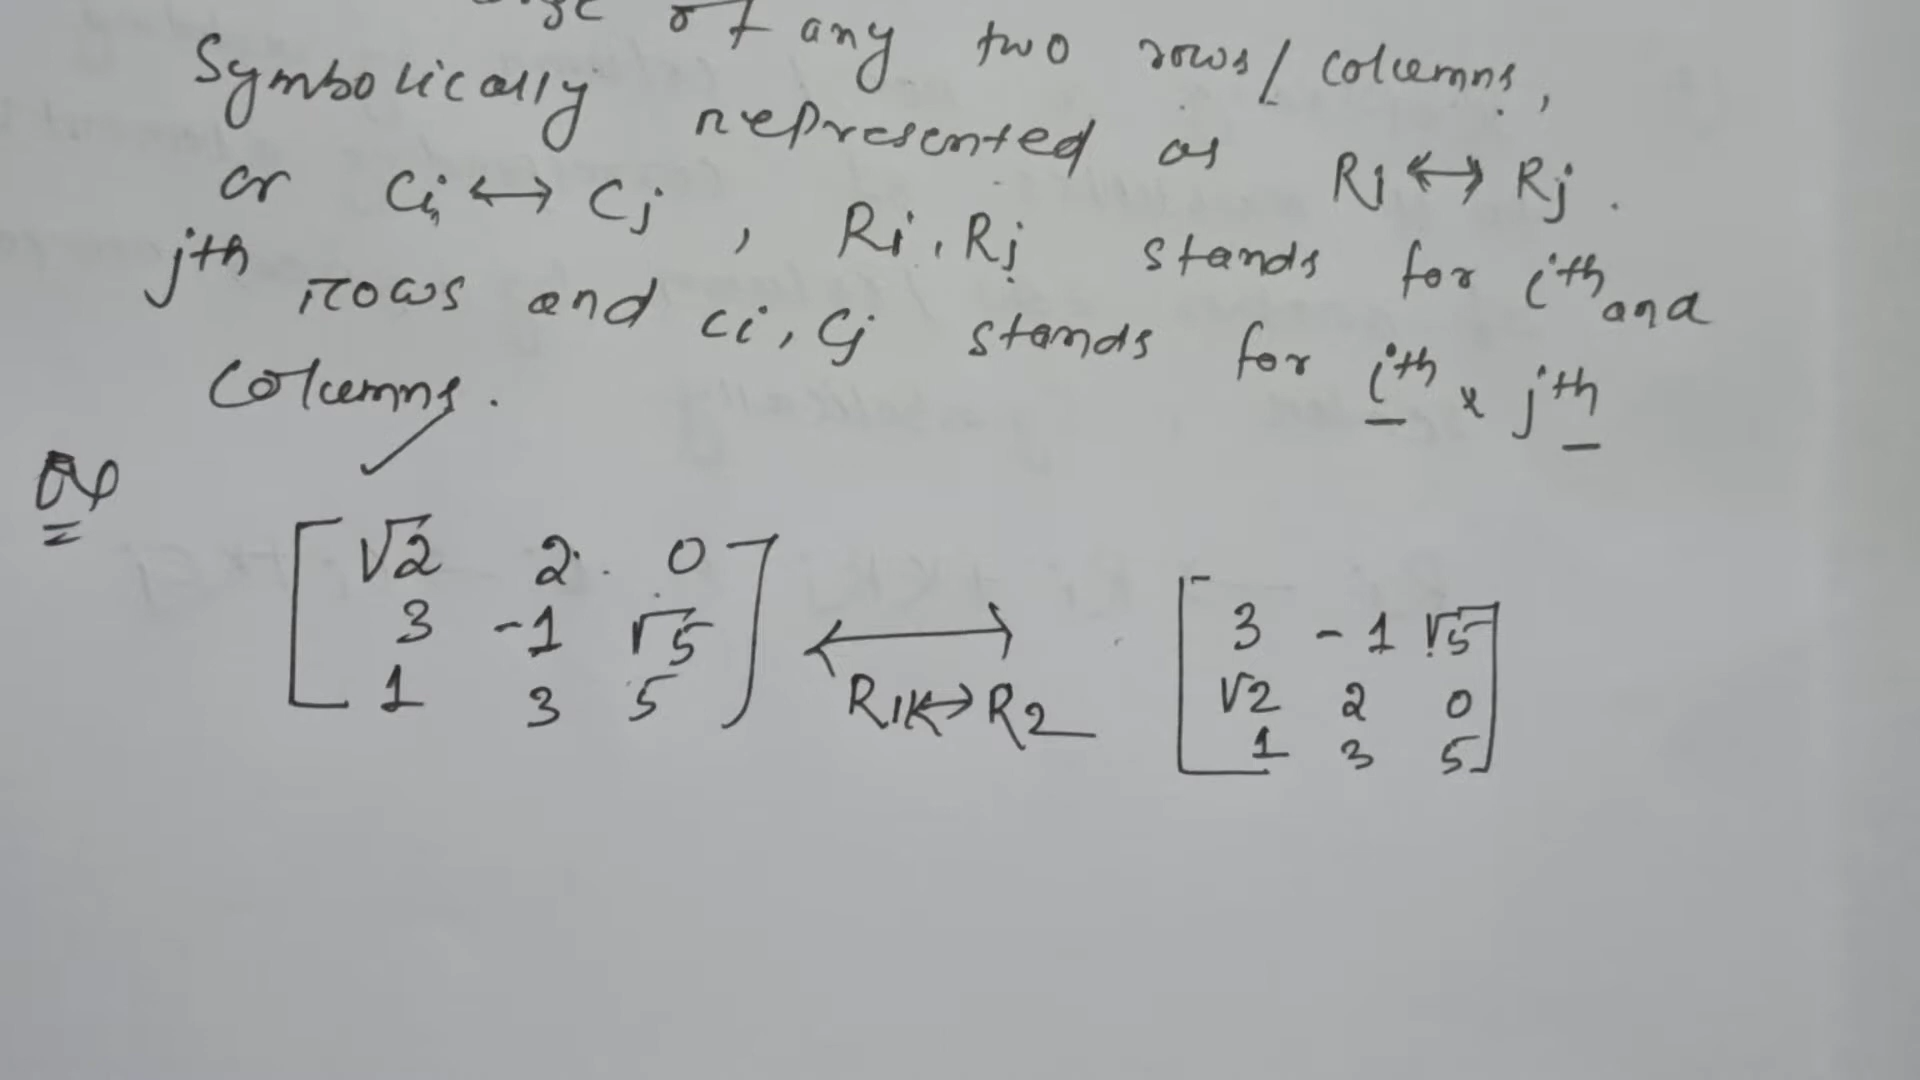 of any two rows/columns,
Symbolically represented as Ri ↔ Rj.
or Ci ↔ Cj, Ri, Rj stands for ith and
jth rows and ci, Cj stands for ith & jth
Columns.
[√2 2 0] [3 -1 √5]
[3 -1 √5] ↔ [√2 2 0]
[1 3 5] R1↔R2 [1 3 5]